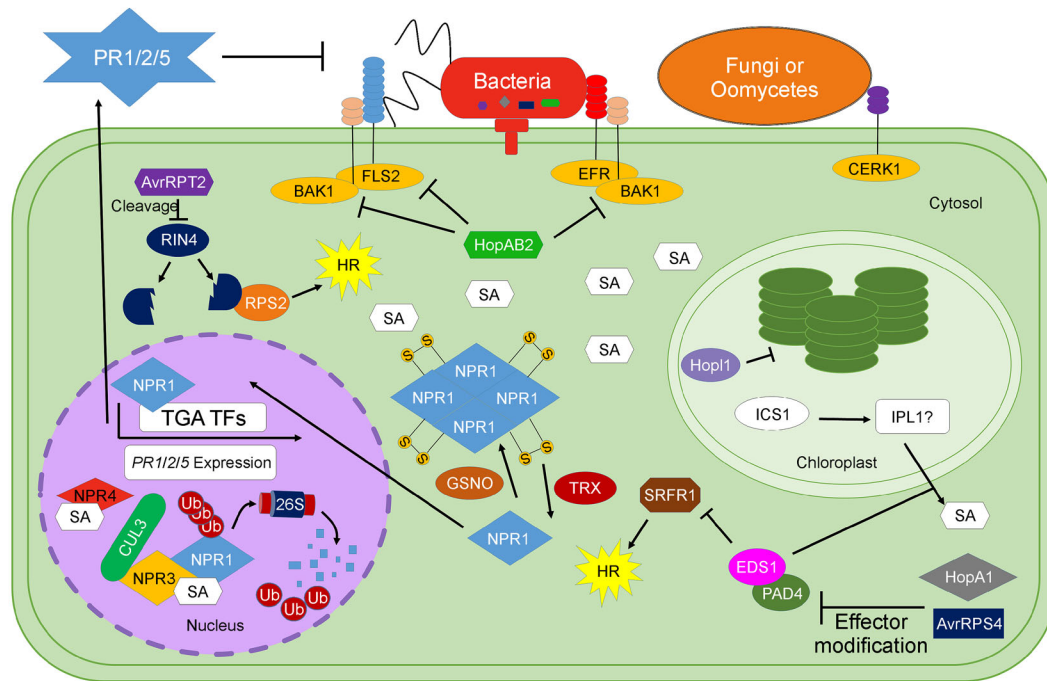 PR1/2/5
Bacteria
Fungi or
Oomycetes
AvrRPT2
Cleavage
RIN4
RPS2
HR
BAK1
FLS2
EFR
BAK1
HopAB2
CERK1
Cytosol
SA
SA
SA
SA
SA
NPR1
TGA TFs
PR1/2/5 Expression
NPR4
SA
CUL3
Ub
Ub
Ub
26S
NPR1
NPR3
SA
Ub
Ub
Ub
Nucleus
S
S
S
S
NPR1
NPR1
NPR1
NPR1
S
S
S
S
GSNO
TRX
NPR1
HopI1
ICS1
IPL1?
Chloroplast
SA
SRFR1
HR
EDS1
PAD4
HopA1
AvrRPS4
Effector
modification